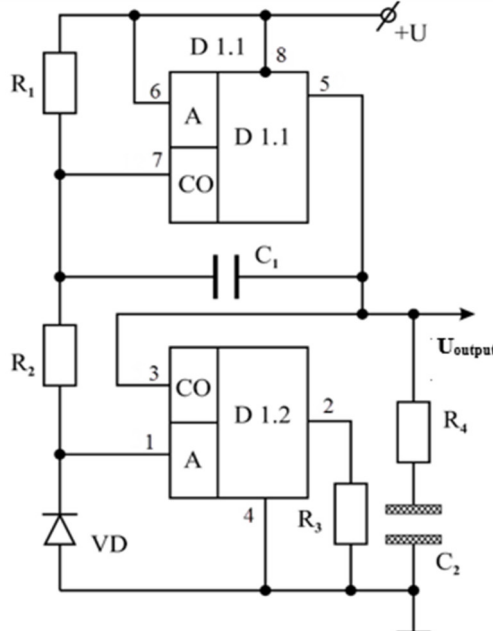 +U
D 1.1
8
R₁
6
5
A
D 1.1
7
CO
C₁
Uoutput
R₂
3
CO
D 1.2
2
R₄
1
A
4
R₃
VD
C₂